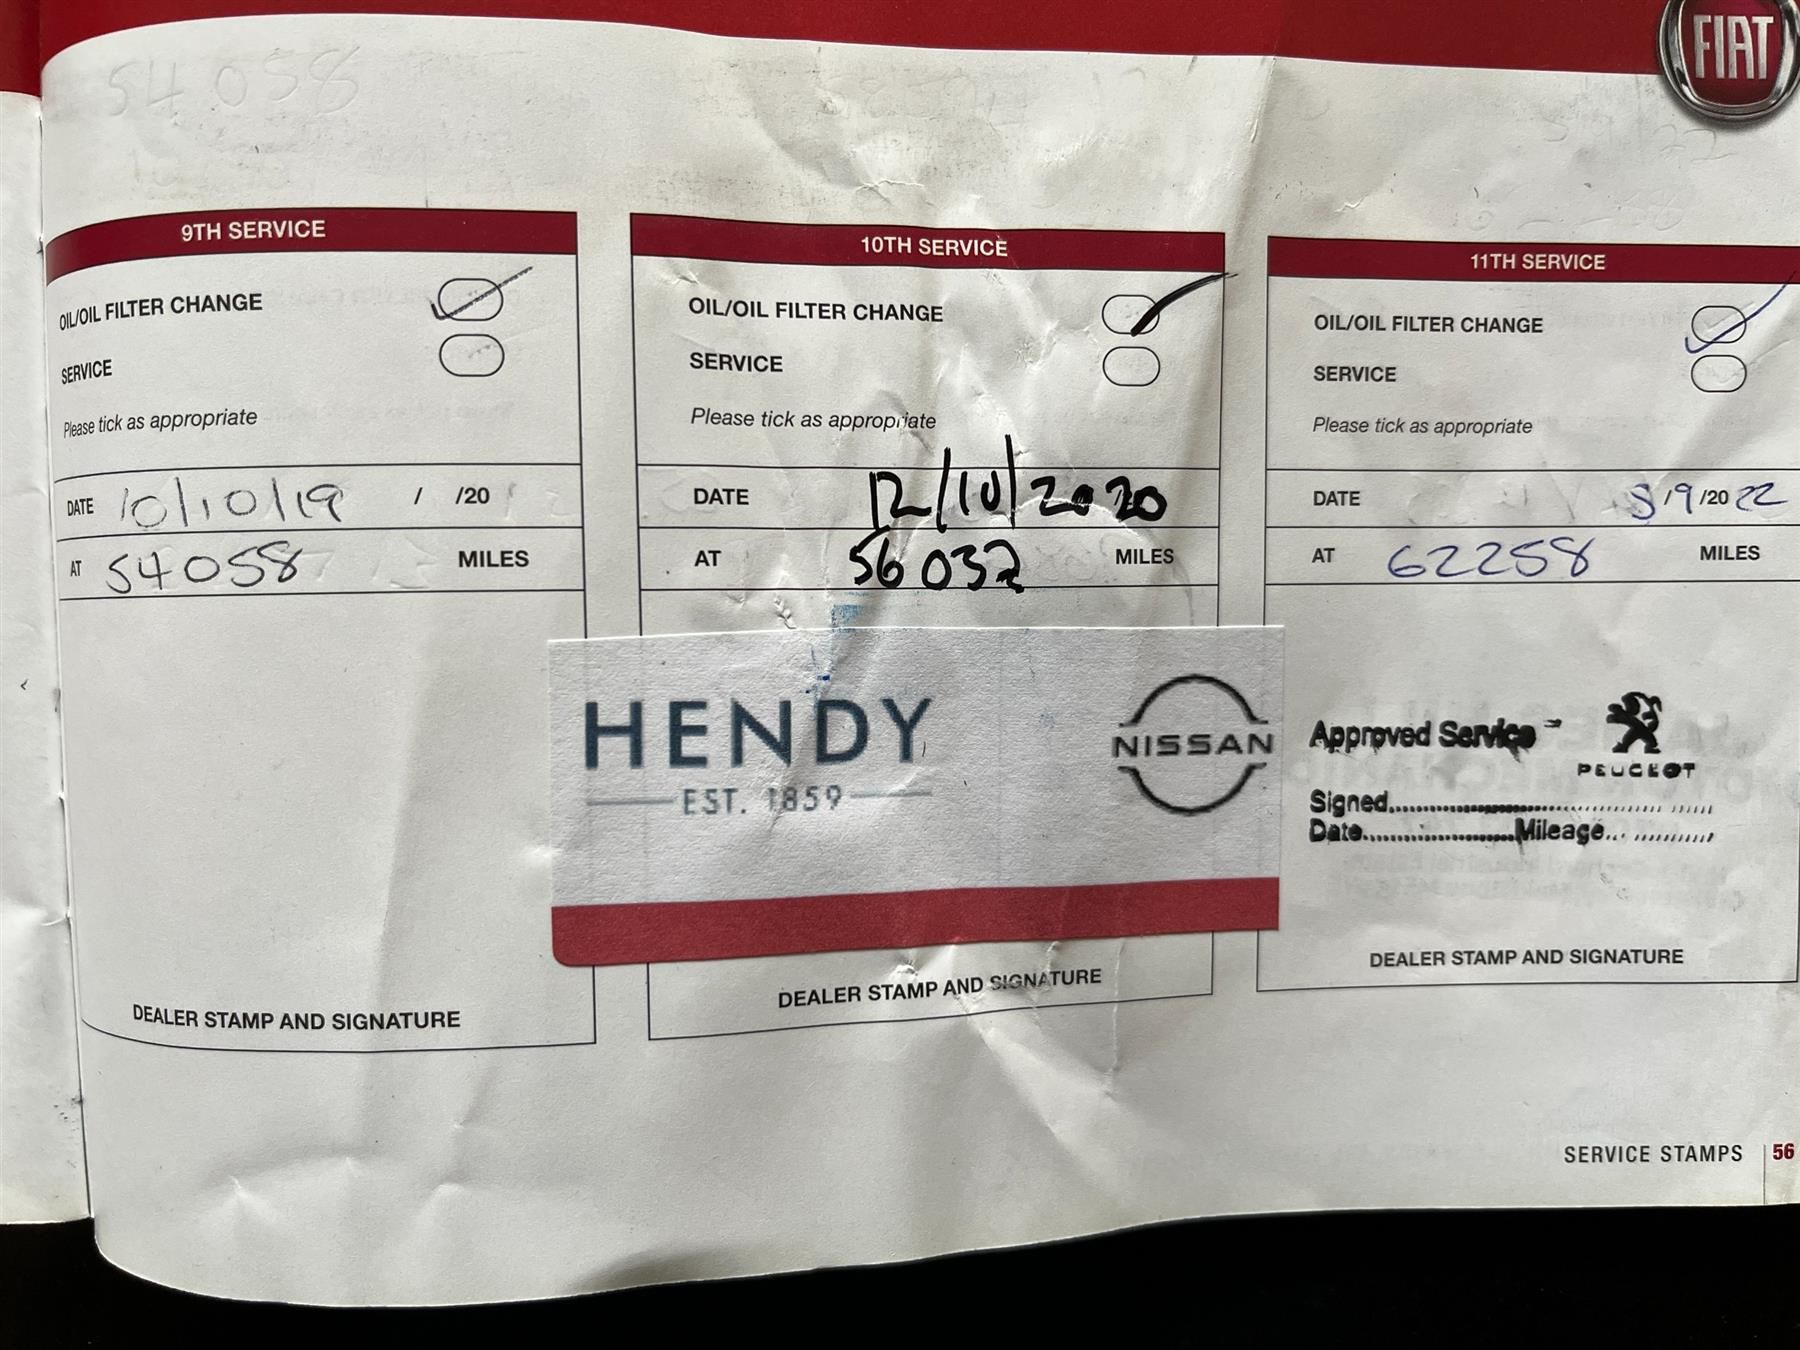 FIAT
54058
9TH SERVICE
OIL/OIL FILTER CHANGE
SERVICE
Please tick as appropriate
DATE 10/10/19 / /20
AT 54058 MILES
DEALER STAMP AND SIGNATURE
10TH SERVICE
OIL/OIL FILTER CHANGE
SERVICE
Please tick as appropriate
DATE 12/10/2020
AT 56032 MILES
HENDY
EST. 1859
NISSAN
DEALER STAMP AND SIGNATURE
11TH SERVICE
OIL/OIL FILTER CHANGE
SERVICE
Please tick as appropriate
DATE 5/9/2022
AT 62258 MILES
Approved Service
PEUGEOT
Signed
Date Mileage
DEALER STAMP AND SIGNATURE
SERVICE STAMPS 56